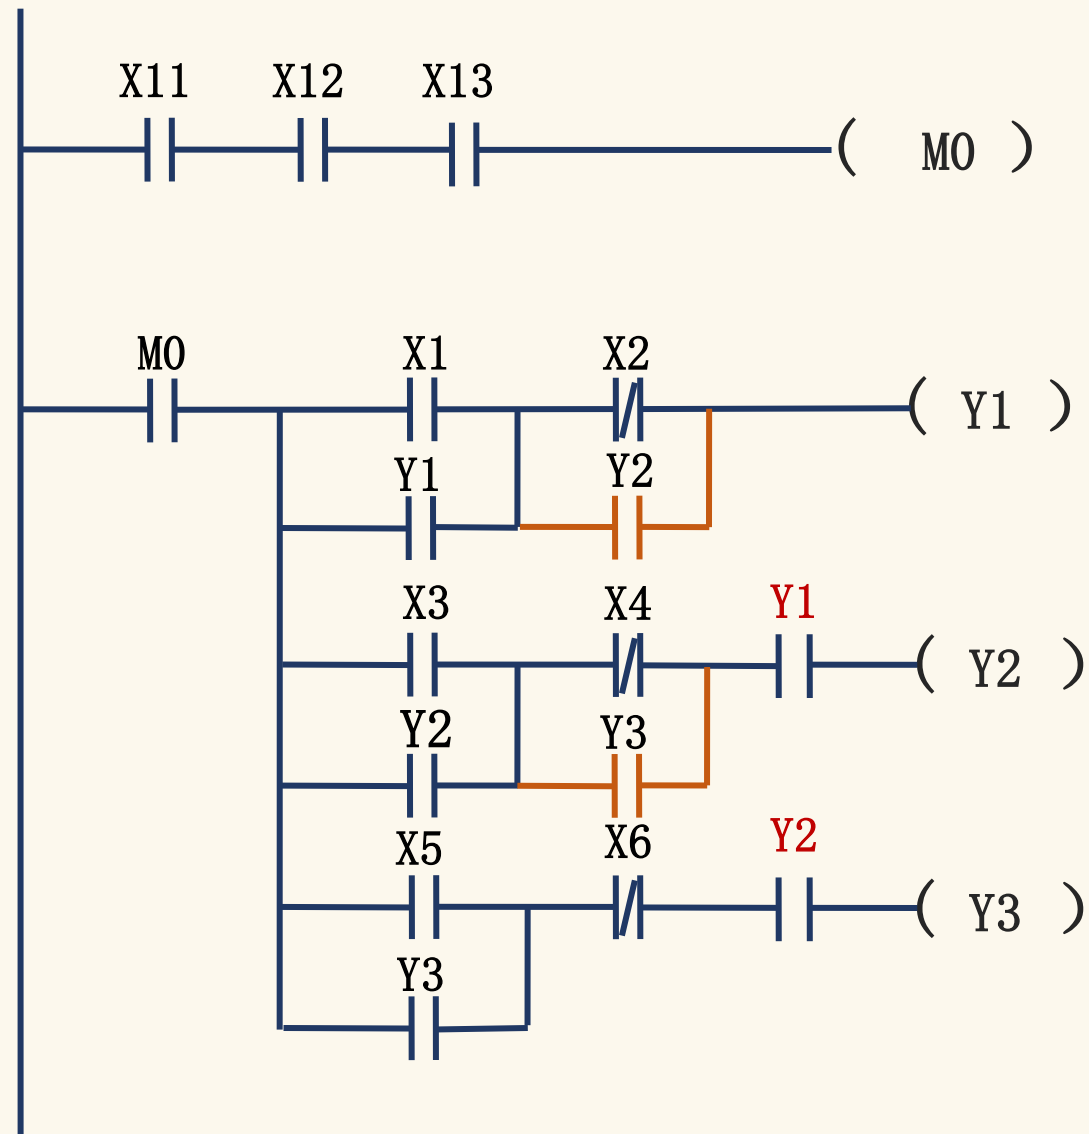 X11 X12 X13
( M0 )
M0 X1 X2
( Y1 )
Y1 Y2
X3 X4 Y1
( Y2 )
Y2 Y3
X5 X6 Y2
( Y3 )
Y3